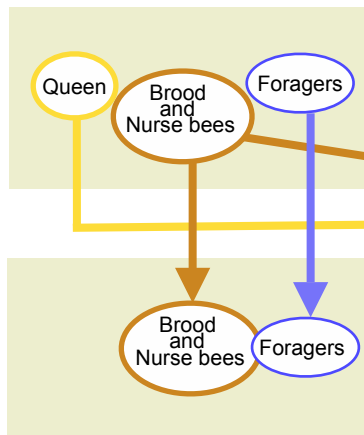 Queen
Brood
and
Nurse bees
Foragers
Brood
and
Nurse bees
Foragers